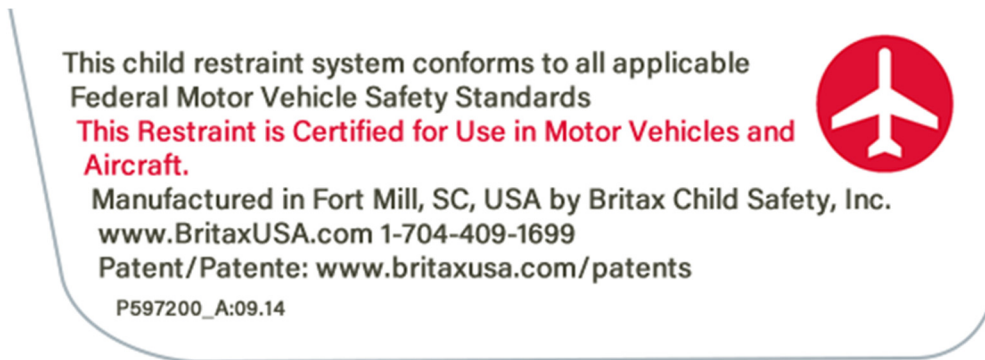 This child restraint system conforms to all applicable
Federal Motor Vehicle Safety Standards
This Restraint is Certified for Use in Motor Vehicles and
Aircraft.
Manufactured in Fort Mill, SC, USA by Britax Child Safety, Inc.
www.BritaxUSA.com 1-704-409-1699
Patent/Patente: www.britaxusa.com/patents
P597200_A:09.14